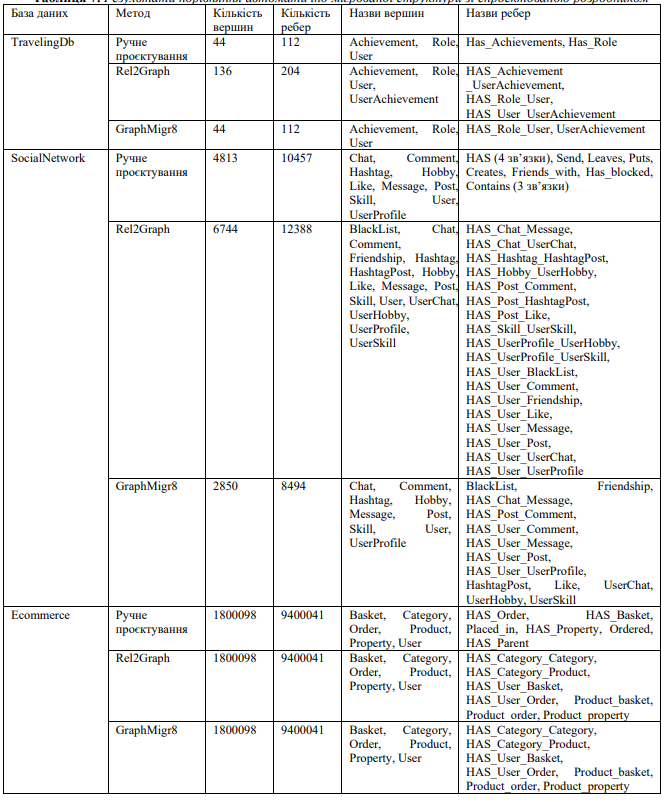 База даних
Метод
Кількість
вершин
Кількість
ребер
Назви вершин
Назви ребер
TravelingDb
Ручне
проєктування
44
112
Achievement, Role,
User
Has_Achievements, Has_Role
Rel2Graph
136
204
Achievement, Role,
User,
UserAchievement
HAS_Achievement
_UserAchievement,
HAS_Role_User,
HAS_User_UserAchievement
GraphMigr8
44
112
Achievement, Role,
User
HAS_Role_User, UserAchievement
SocialNetwork
Ручне
проєктування
4813
10457
Chat, Comment,
Hashtag, Hobby,
Like, Message, Post,
Skill, User,
UserProfile
HAS (4 зв’язки), Send, Leaves, Puts,
Creates, Friends_with, Has_blocked,
Contains (3 зв’язки)
Rel2Graph
6744
12388
BlackList, Chat,
Comment,
Friendship, Hashtag,
HashtagPost, Hobby,
Like, Message, Post,
Skill, User, UserChat,
UserHobby,
UserProfile,
UserSkill
HAS_Chat_Message,
HAS_Chat_UserChat,
HAS_Hashtag_HashtagPost,
HAS_Hobby_UserHobby,
HAS_Post_Comment,
HAS_Post_HashtagPost,
HAS_Post_Like,
HAS_Skill_UserSkill,
HAS_UserProfile_UserHobby,
HAS_UserProfile_UserSkill,
HAS_User_BlackList,
HAS_User_Comment,
HAS_User_Friendship,
HAS_User_Like,
HAS_User_Message,
HAS_User_Post,
HAS_User_UserChat,
HAS_User_UserProfile
GraphMigr8
2850
8494
Chat, Comment,
Hashtag, Hobby,
Message, Post,
Skill, User,
UserProfile
BlackList, Friendship,
HAS_Chat_Message,
HAS_Post_Comment,
HAS_User_Comment,
HAS_User_Message,
HAS_User_Post,
HAS_User_UserProfile,
HashtagPost, Like, UserChat,
UserHobby, UserSkill
Ecommerce
Ручне
проєктування
1800098
9400041
Basket, Category,
Order, Product,
Property, User
HAS_Order, HAS_Basket,
Placed_in, HAS_Property, Ordered,
HAS_Parent
Rel2Graph
1800098
9400041
Basket, Category,
Order, Product,
Property, User
HAS_Category_Category,
HAS_Category_Product,
HAS_User_Basket,
HAS_User_Order, Product_basket,
Product_order, Product_property
GraphMigr8
1800098
9400041
Basket, Category,
Order, Product,
Property, User
HAS_Category_Category,
HAS_Category_Product,
HAS_User_Basket,
HAS_User_Order, Product_basket,
Product_order, Product_property